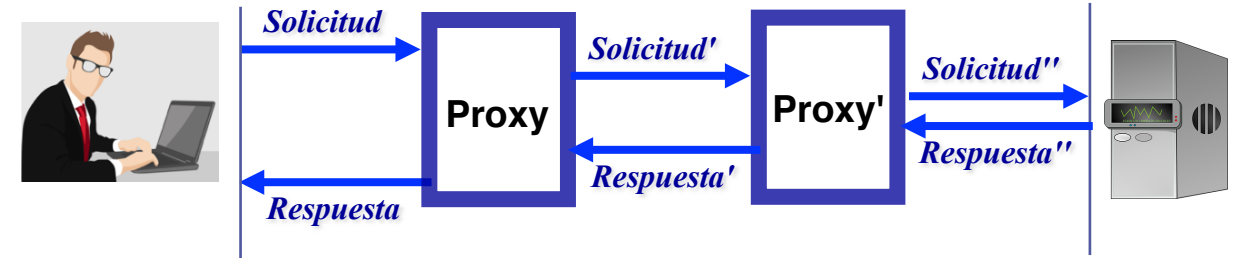 Solicitud
Solicitud'
Solicitud"
Proxy
Proxy'
Respuesta"
Respuesta'
Respuesta